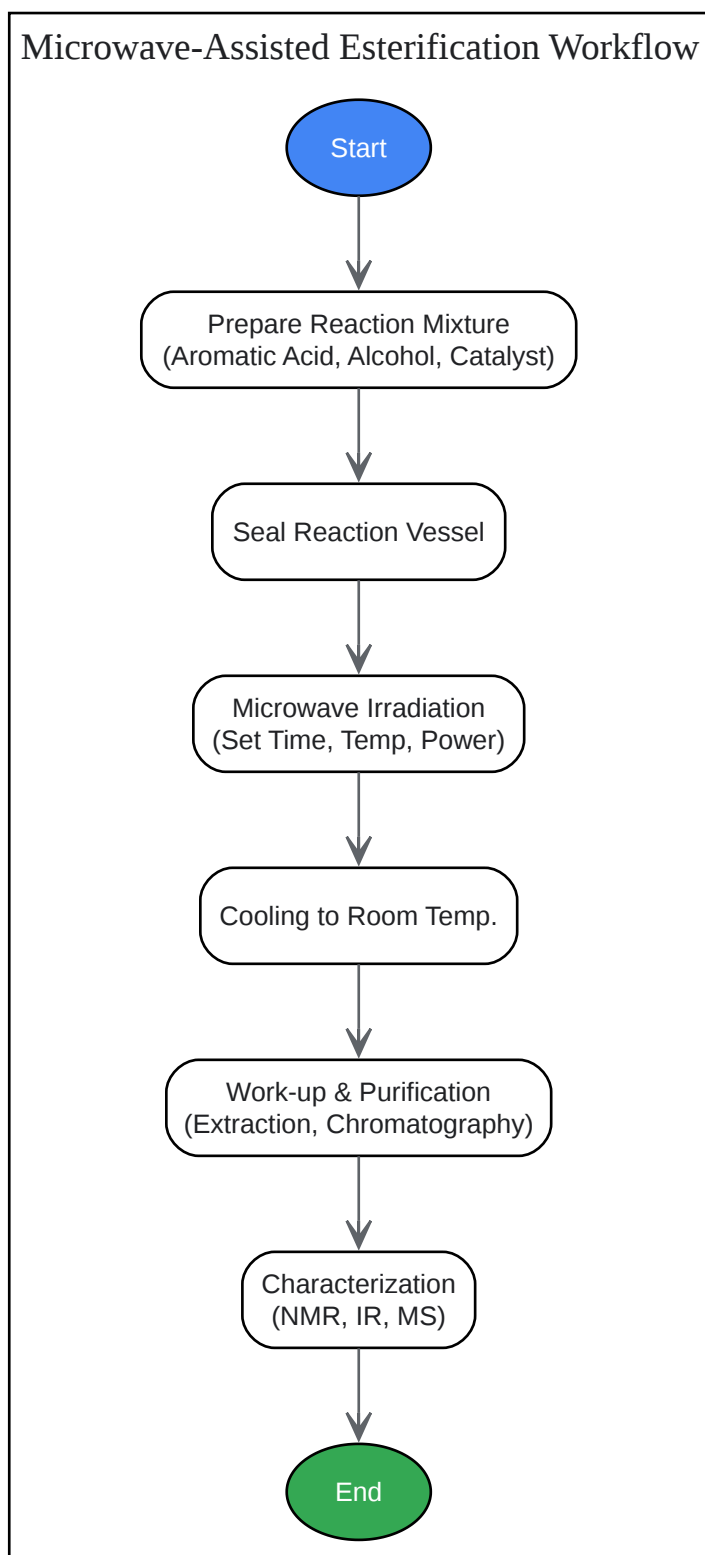 Microwave-Assisted Esterification Workflow
Start
Prepare Reaction Mixture
(Aromatic Acid, Alcohol, Catalyst)
Seal Reaction Vessel
Microwave Irradiation
(Set Time, Temp, Power)
Cooling to Room Temp.
Work-up & Purification
(Extraction, Chromatography)
Characterization
(NMR, IR, MS)
End